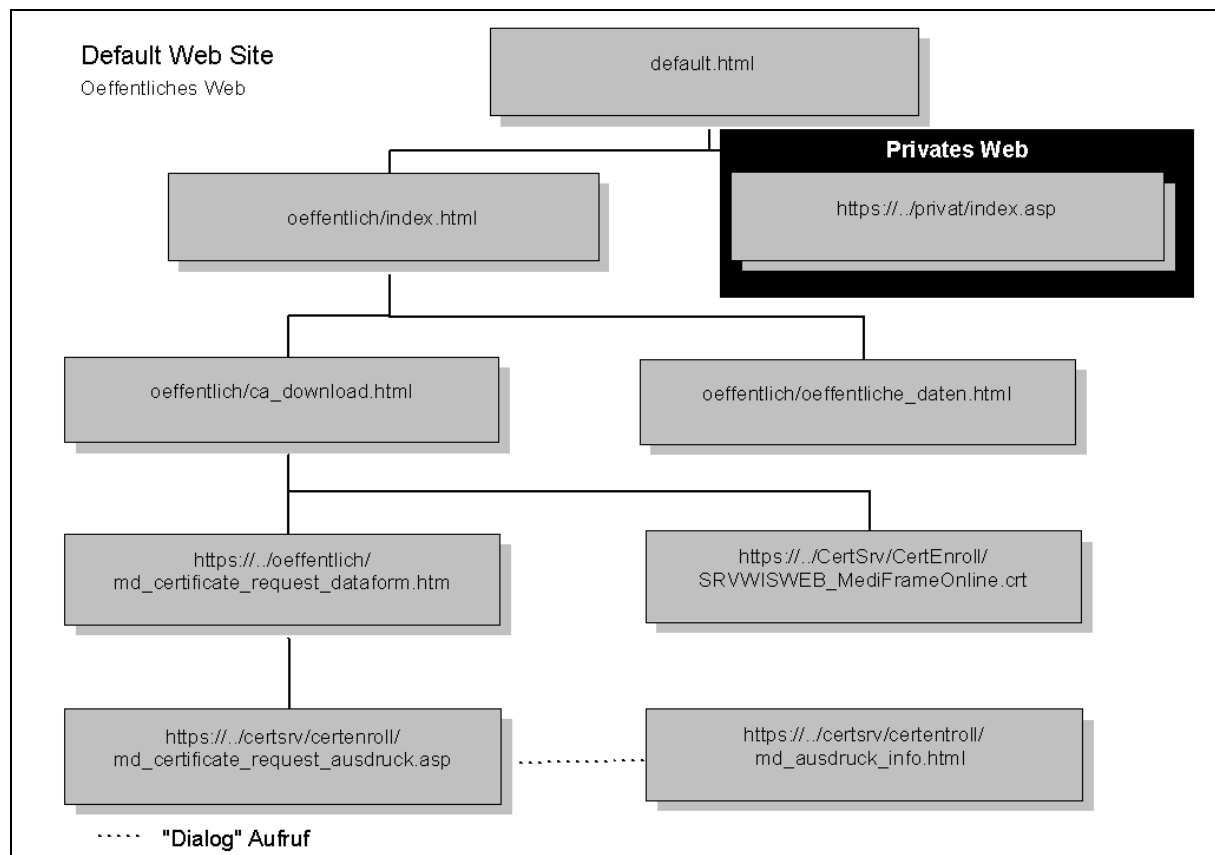 Default Web Site
Oeffentliches Web
default.html
Privates Web
oeffentlich/index.html
https://../privat/index.asp
oeffentlich/ca_download.html
oeffentlich/oeffentliche_daten.html
https://../oeffentlich/
md_certificate_request_dataform.htm
https://../CertSrv/CertEnroll/
SRVWISWEB_MediFrameOnline.crt
https://../certsrv/certenroll/
md_certificate_request_ausdruck.asp
https://../certsrv/certentroll/
md_ausdruck_info.html
"Dialog" Aufruf